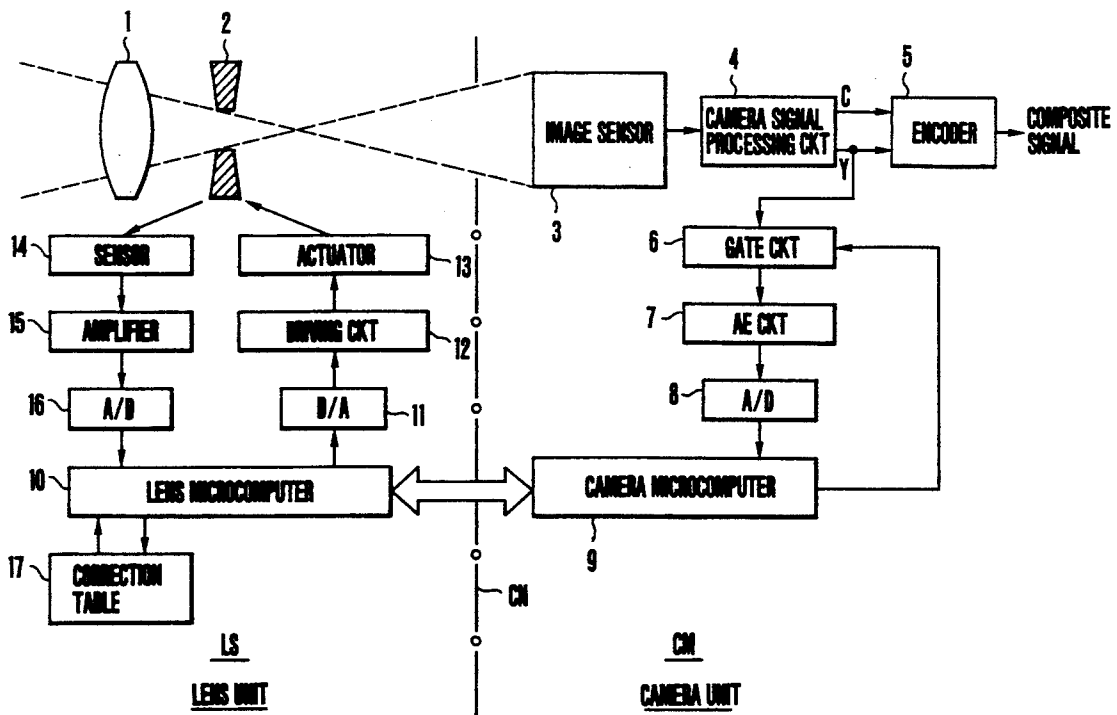 1
2
3
IMAGE SENSOR
4
CAMERA SIGNAL
PROCESSING CKT
C
Y
5
ENCODER
COMPOSITE
SIGNAL
14
SENSOR
ACTUATOR
13
6
GATE CKT
15
AMPLIFIER
DRIVING CKT
12
7
AE CKT
16
A/D
D/A
11
8
A/D
10
LENS MICROCOMPUTER
CAMERA MICROCOMPUTER
9
17
CORRECTION
TABLE
CN
LS
LENS UNIT
CM
CAMERA UNIT